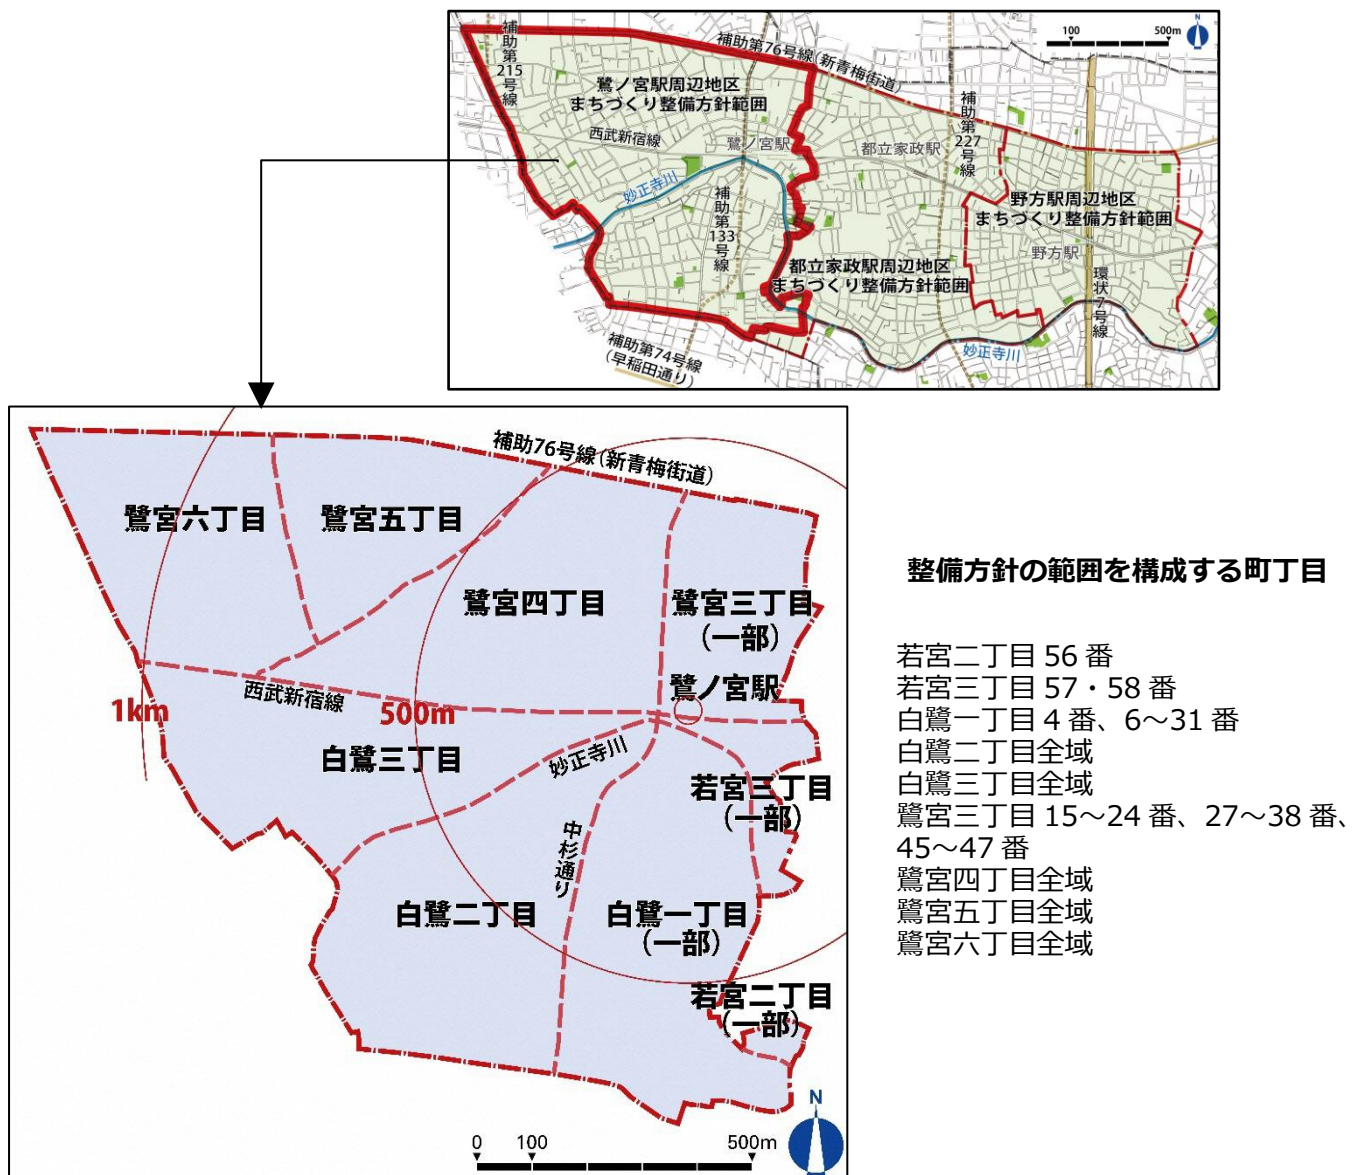 補助第76号線(新青梅街道)
100 500m
N
補助第215号線
鷺ノ宮駅周辺地区
まちづくり整備方針範囲
西武新宿線
鷺ノ宮駅
都立家政駅
補助第227号線
妙正寺川
補助第133号線
野方駅周辺地区
まちづくり整備方針範囲
野方駅
都立家政駅周辺地区
まちづくり整備方針範囲
環状7号線
妙正寺川
補助第74号線
(早稲田通り)
補助76号線(新青梅街道)
鷺宮六丁目
鷺宮五丁目
鷺宮四丁目
鷺宮三丁目
(一部)
鷺ノ宮駅
西武新宿線
1km
500m
白鷺三丁目
妙正寺川
若宮三丁目
(一部)
中杉通り
白鷺二丁目
白鷺一丁目
(一部)
若宮二丁目
(一部)
0 100 500m
N
整備方針の範囲を構成する町丁目
若宮二丁目 56 番
若宮三丁目 57・58 番
白鷺一丁目 4 番、6～31 番
白鷺二丁目全域
白鷺三丁目全域
鷺宮三丁目 15～24 番、27～38 番、
45～47 番
鷺宮四丁目全域
鷺宮五丁目全域
鷺宮六丁目全域